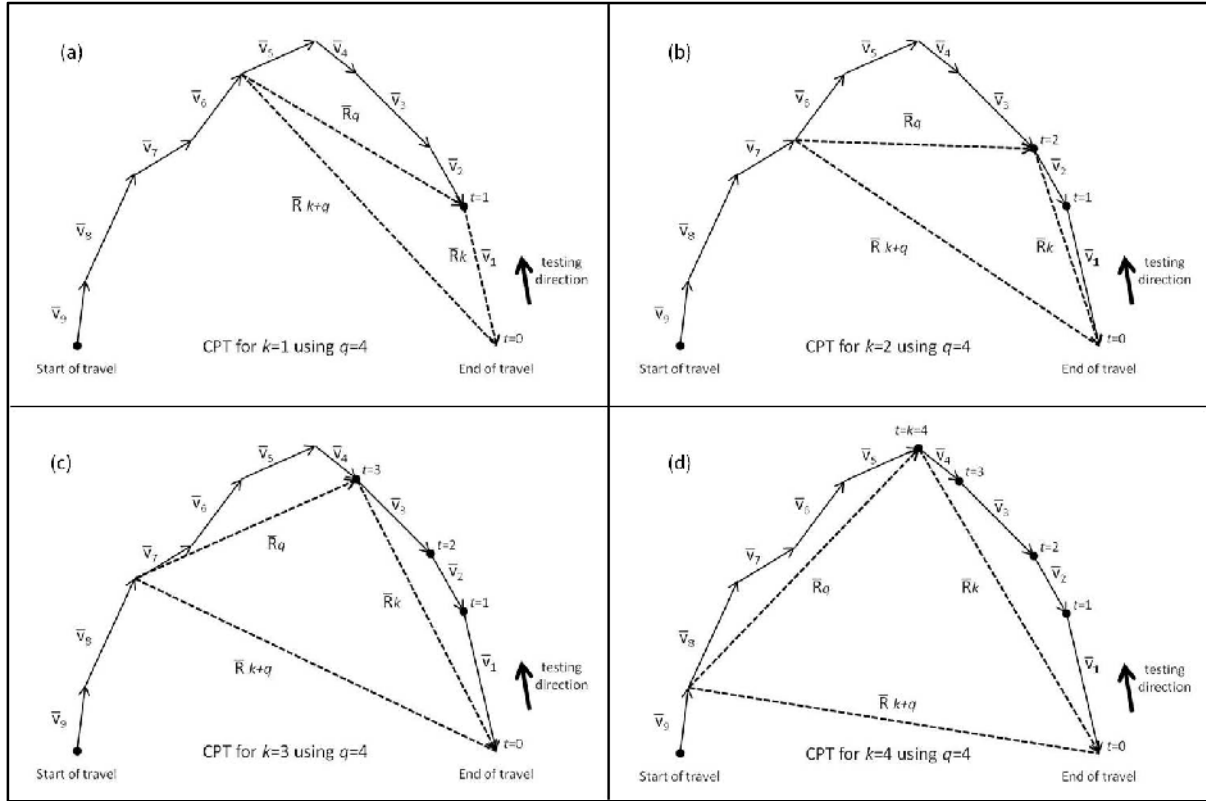 (a)
v̅₅
v̅₄
v̅₆
v̅₃
R̅q
v̅₇
v̅₂
t=1
R̅ k+q
v̅₈
R̅k
v̅₁
testing
direction
v̅₉
t=0
CPT for k=1 using q=4
Start of travel
End of travel
(b)
v̅₅
v̅₄
v̅₆
v̅₃
R̅q
t=2
v̅₇
v̅₂
t=1
v̅₈
R̅k
R̅ k+q
v̅₁
testing
direction
v̅₉
t=0
CPT for k=2 using q=4
Start of travel
End of travel
(c)
v̅₅
v̅₄
t=3
v̅₆
v̅₃
R̅q
t=2
v̅₇
v̅₂
R̅k
t=1
v̅₈
R̅ k+q
v̅₁
testing
direction
v̅₉
t=0
CPT for k=3 using q=4
Start of travel
End of travel
t=k=4
(d)
v̅₅
v̅₄
t=3
v̅₆
v̅₃
t=2
v̅₇
R̅q
R̅k
v̅₂
t=1
v̅₈
v̅₁
testing
direction
R̅ k+q
v̅₉
t=0
CPT for k=4 using q=4
Start of travel
End of travel